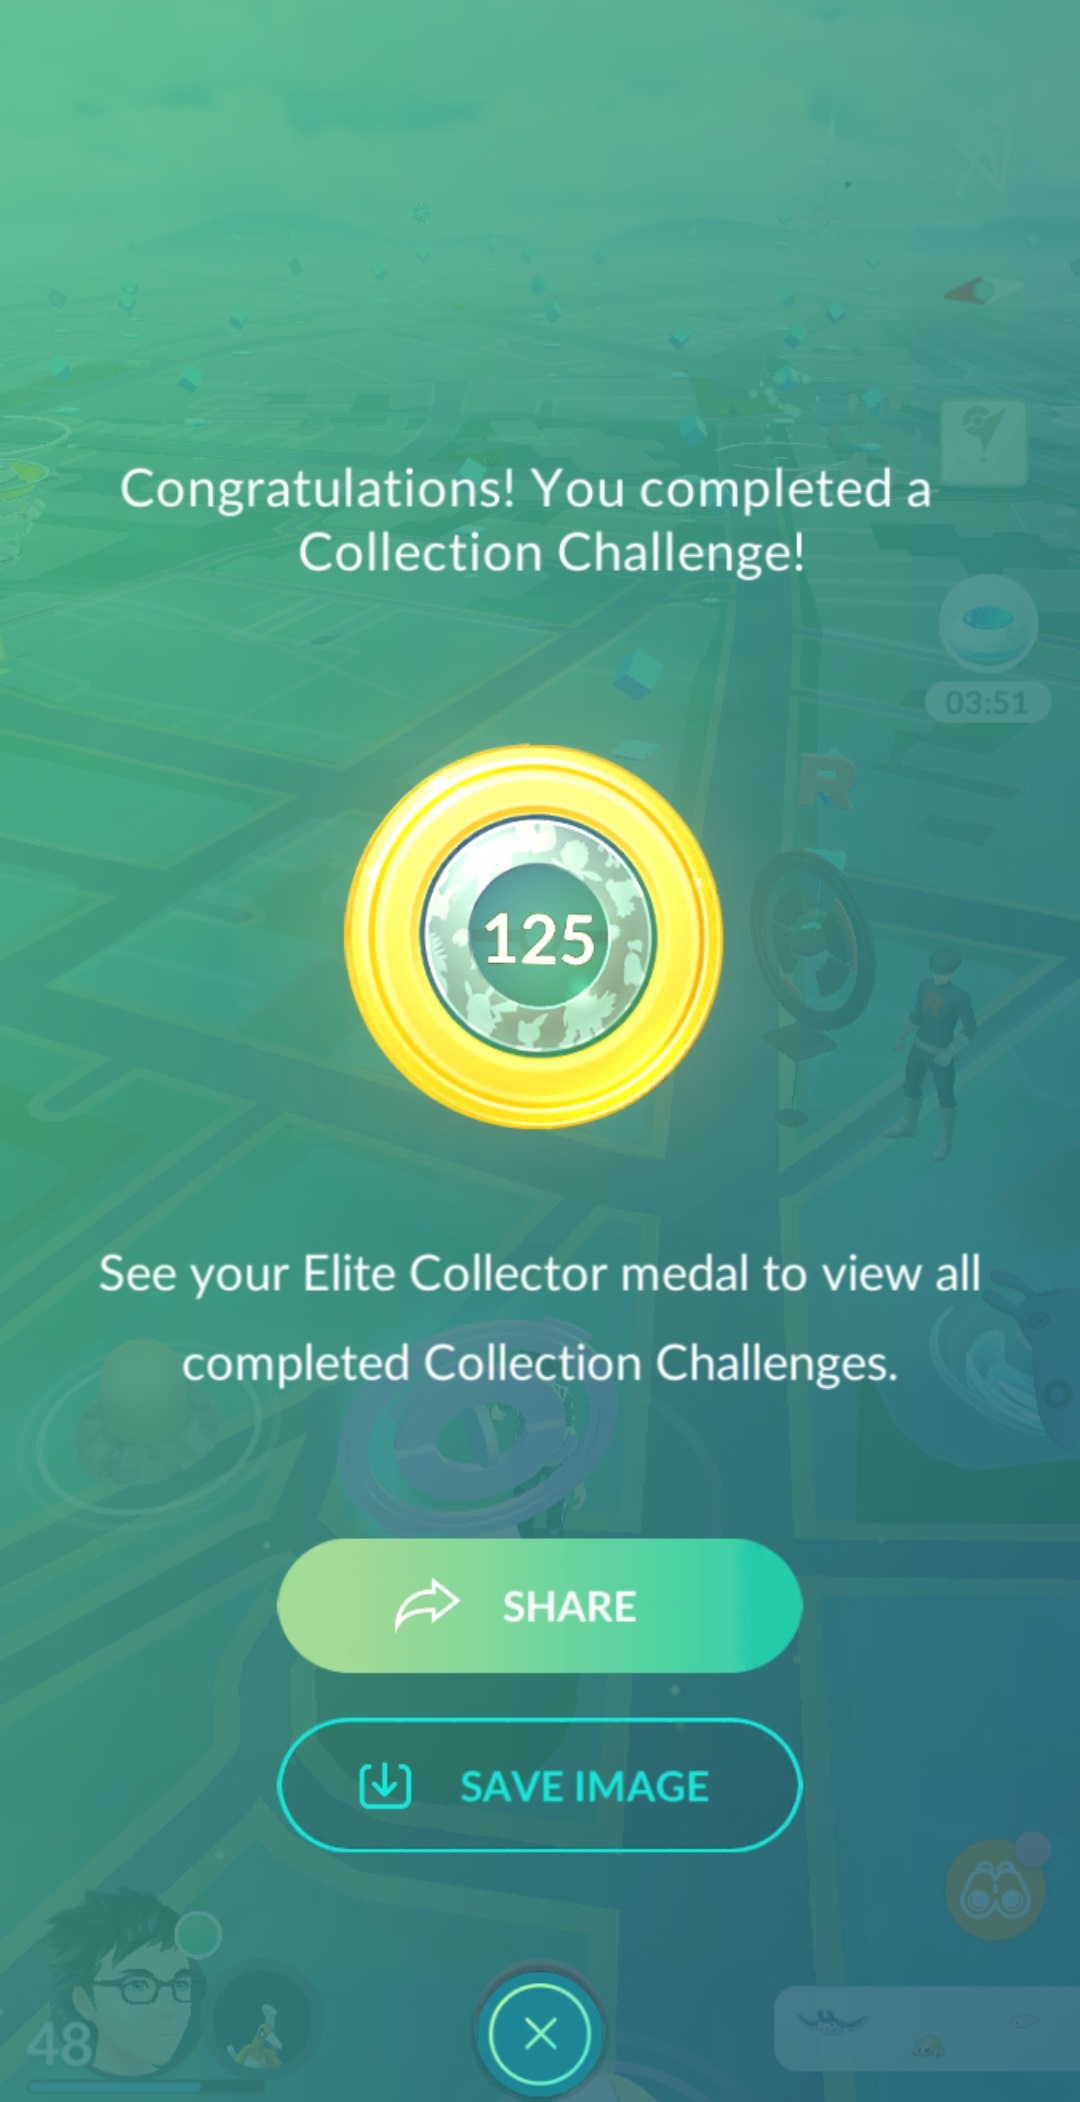 Congratulations! You completed a
Collection Challenge!
03:51
R
125
R
See your Elite Collector medal to view all
completed Collection Challenges.
SHARE
SAVE IMAGE
48